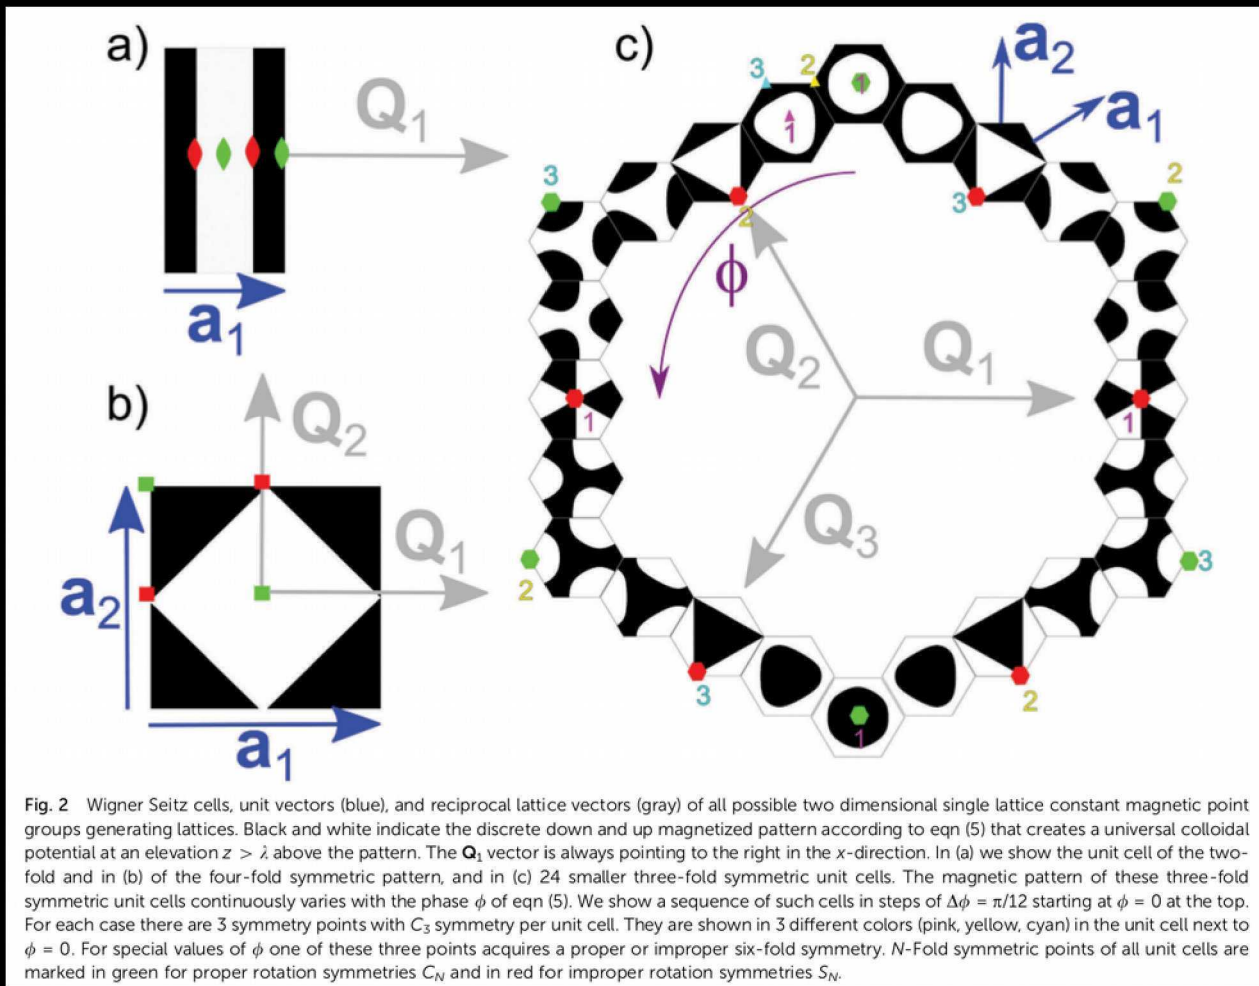 a)
Q1
a1
b)
Q2
Q1
a2
a1
c)
a2
a1
3
2
1
1
3
2
2
3
ϕ
Q2
Q1
Q3
1
1
2
3
3
2
1
Fig. 2 Wigner Seitz cells, unit vectors (blue), and reciprocal lattice vectors (gray) of all possible two dimensional single lattice constant magnetic point
groups generating lattices. Black and white indicate the discrete down and up magnetized pattern according to eqn (5) that creates a universal colloidal
potential at an elevation z > λ above the pattern. The Q1 vector is always pointing to the right in the x-direction. In (a) we show the unit cell of the two-
fold and in (b) of the four-fold symmetric pattern, and in (c) 24 smaller three-fold symmetric unit cells. The magnetic pattern of these three-fold
symmetric unit cells continuously varies with the phase ϕ of eqn (5). We show a sequence of such cells in steps of Δϕ = π/12 starting at ϕ = 0 at the top.
For each case there are 3 symmetry points with C3 symmetry per unit cell. They are shown in 3 different colors (pink, yellow, cyan) in the unit cell next to
ϕ = 0. For special values of ϕ one of these three points acquires a proper or improper six-fold symmetry. N-Fold symmetric points of all unit cells are
marked in green for proper rotation symmetries CN and in red for improper rotation symmetries SN.